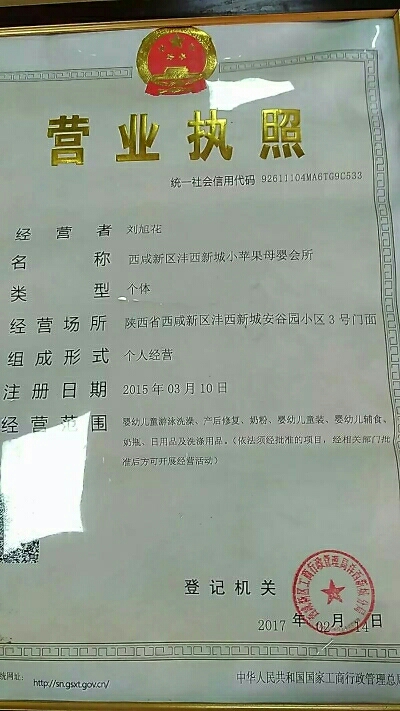 营业执照
统一社会信用代码 92611104MA6TG9C533
经营者 刘旭花
名称 西咸新区沣西新城小苹果母婴会所
类型 个体
经营场所 陕西省西咸新区沣西新城安谷园小区3号门面
组成形式 个人经营
注册日期 2015年03月10日
经营范围 婴幼儿童游泳洗澡、产后修复、奶粉、婴幼儿童装、婴幼儿辅食、
奶瓶、日用品及洗涤用品。(依法须经批准的项目,经相关部门批
准后方可开展经营活动)
登记机关
2017年02月14日
http://sn.gsxt.gov.cn/
中华人民共和国国家工商行政管理总局